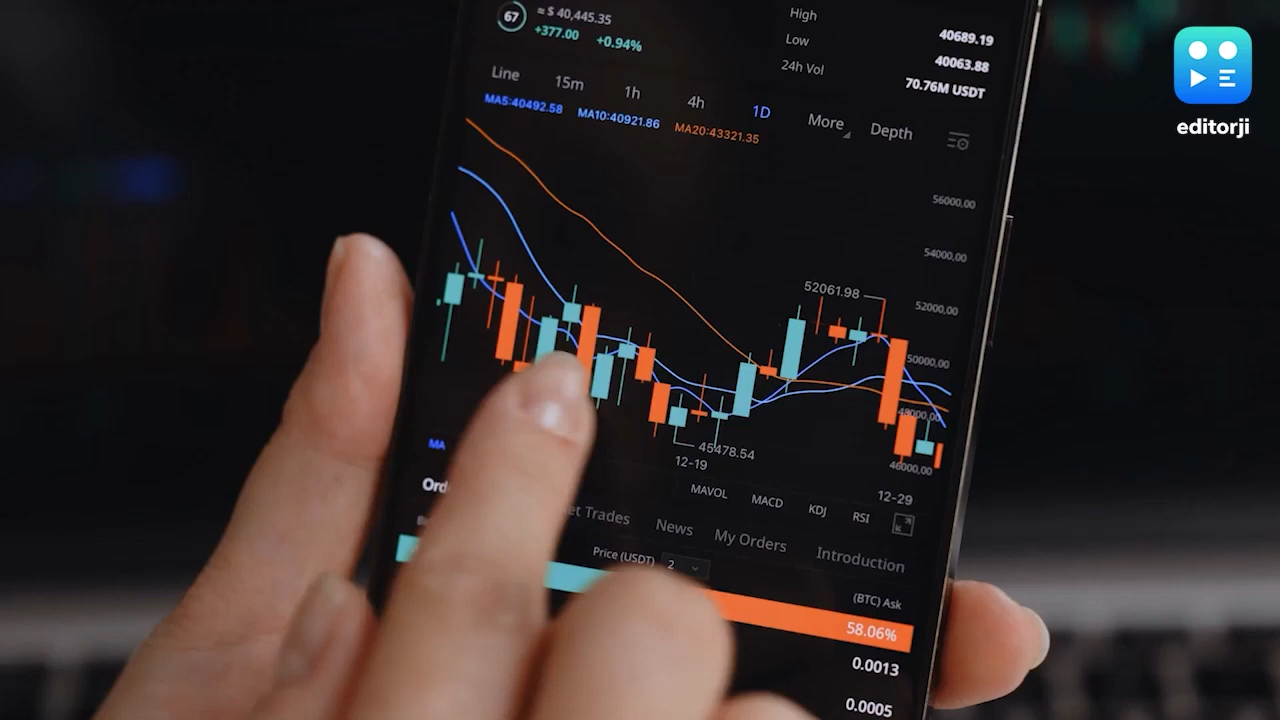 67
≈ $ 40,445.35
+377.00 +0.94%
High 40689.19
Low 40063.88
24h Vol 70.76M USDT
Line 15m 1h 4h 1D More Depth
MA5:40492.58 MA10:40921.86 MA20:43321.35
56000,00
54000,00
52061.98
52000,00
50000,00
48000,00
45478.54
46000,00
12-19
12-29
MA
MAVOL MACD KDJ RSI
Trades News My Orders Introduction
Price (USDT) 2
(BTC) Ask
58.06%
0.0013
0.0005
editorji